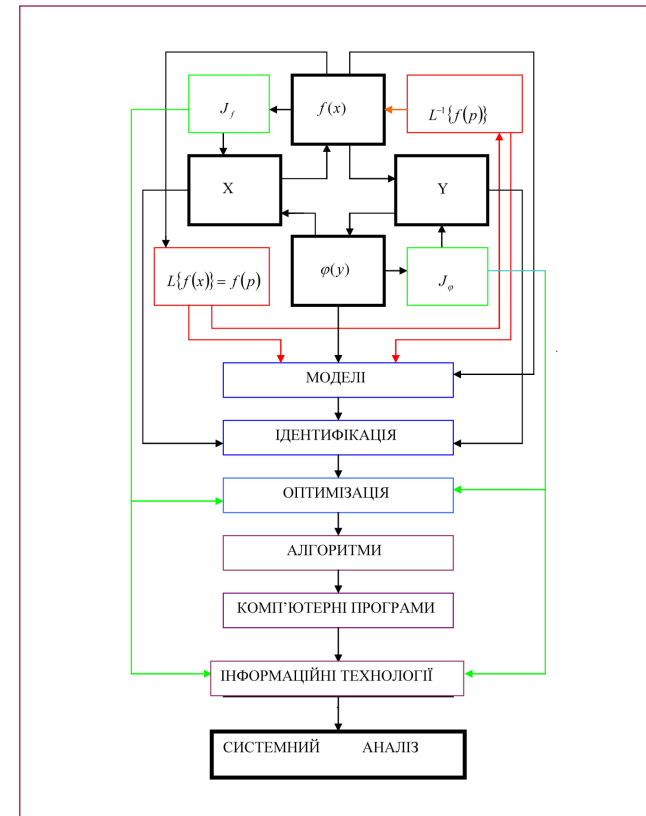 J_f
f(x)
L⁻¹{f(p)}
X
Y
L{f(x)} = f(p)
φ(y)
J_φ
МОДЕЛІ
ІДЕНТИФІКАЦІЯ
ОПТИМІЗАЦІЯ
АЛГОРИТМИ
КОМП’ЮТЕРНІ ПРОГРАМИ
ІНФОРМАЦІЙНІ ТЕХНОЛОГІЇ
СИСТЕМНИЙ АНАЛІЗ